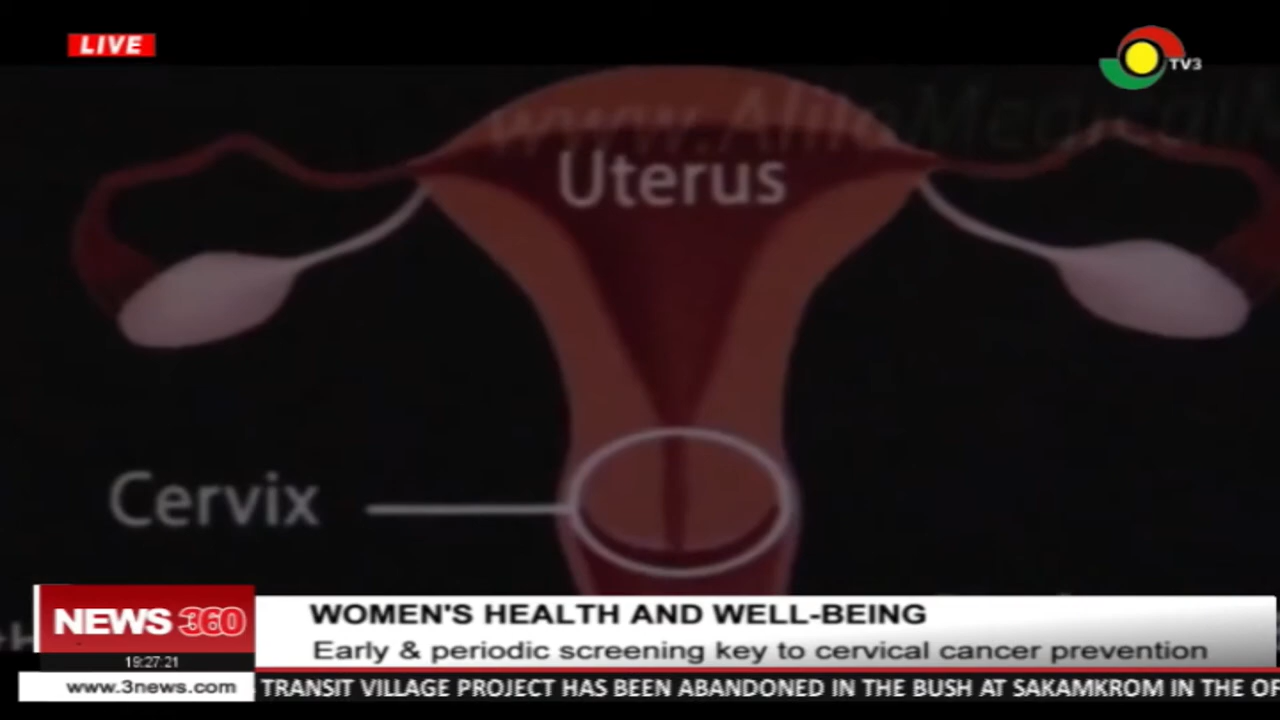 LIVE
TV3
Uterus
Cervix
NEWS 360
WOMEN'S HEALTH AND WELL-BEING
Early & periodic screening key to cervical cancer prevention
19:27:21
www.3news.com
TRANSIT VILLAGE PROJECT HAS BEEN ABANDONED IN THE BUSH AT SAKAMKROM IN THE OF